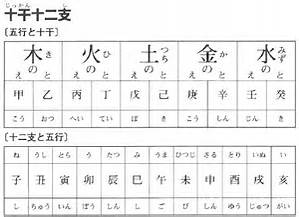 じっかん し
十干十二支
〔五行と十干〕
き ひ つち か みず
木 火 土 金 水
の の の の の
え と え と え と え と え と
甲 乙 丙 丁 戊 己 庚 辛 壬 癸
こう おつ へい てい ぼ き こう しん じん き
〔十二支と五行〕
ね うし とら う たつ み うま ひつじ さる とり いぬ い
子 丑 寅 卯 辰 巳 午 未 申 酉 戌 亥
し ちゅう いん ぼう しん し ご び しん ゆう じゅつ がい